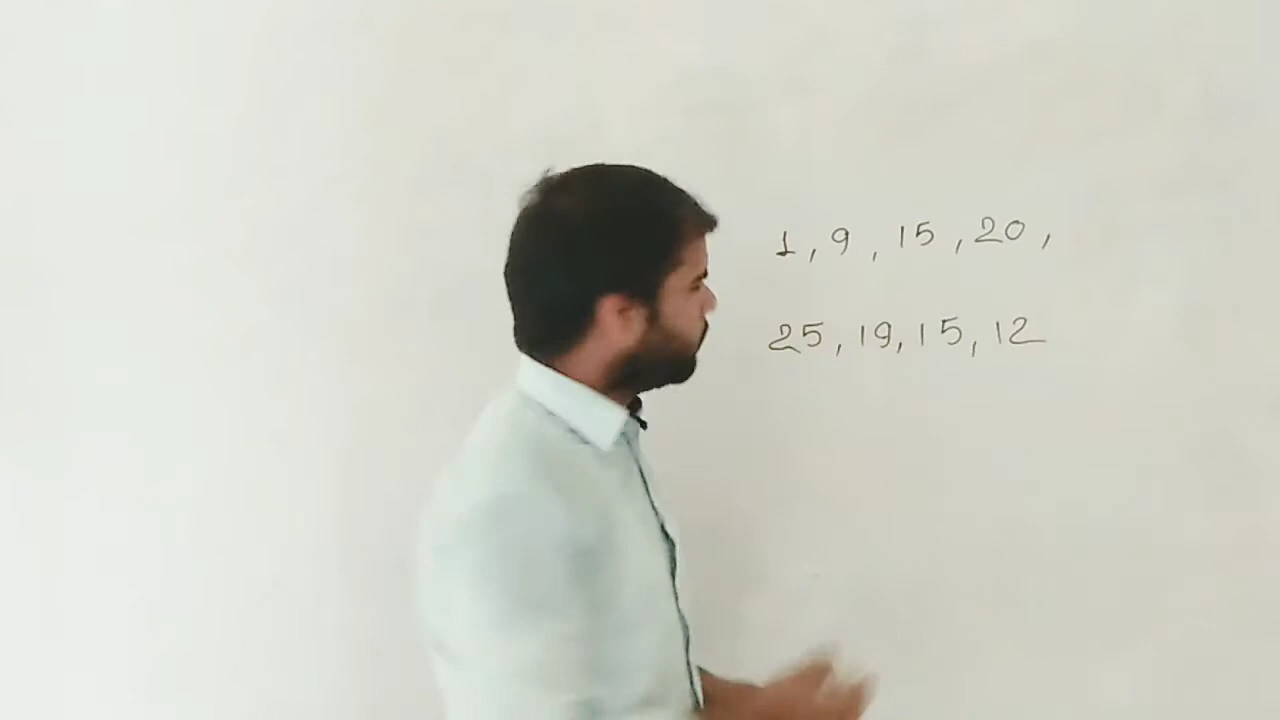 1, 9, 15, 20,
25, 19, 15, 12